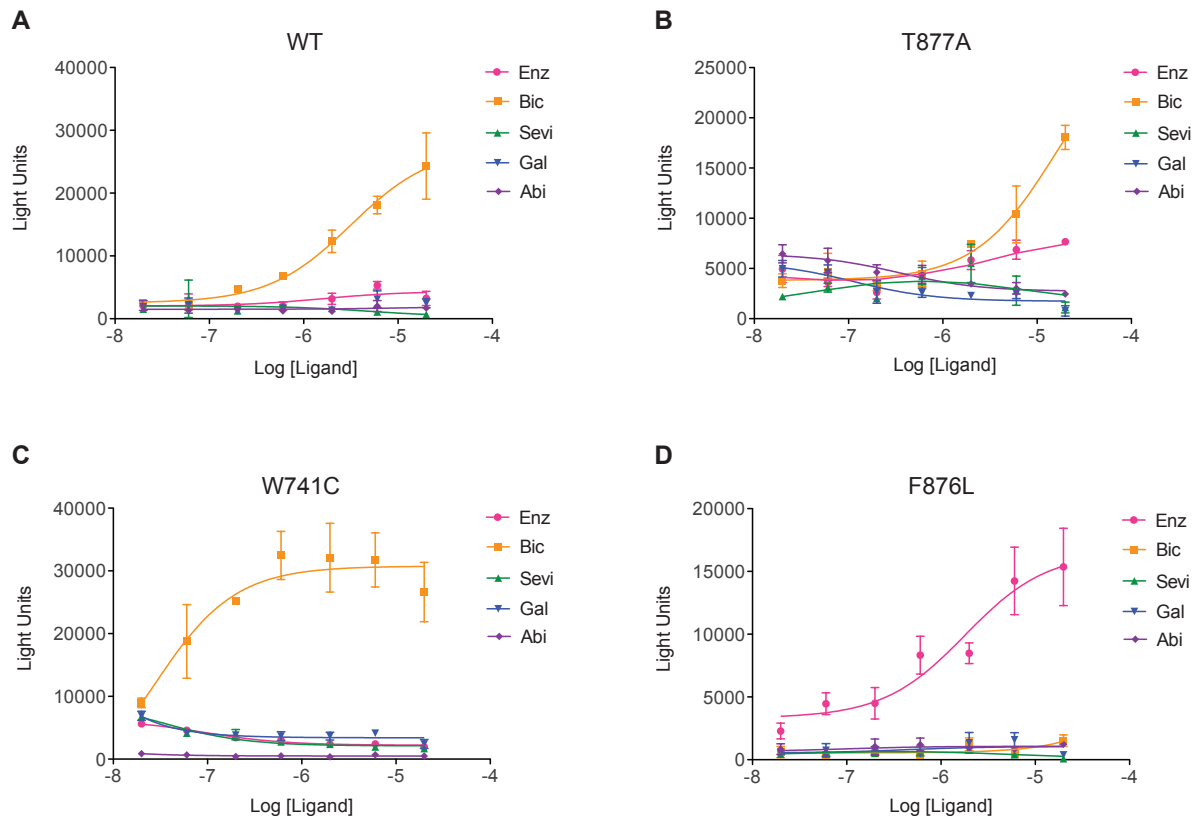 A
WT
40000
30000
20000
10000
0
Light Units
-8
-7
-6
-5
-4
Log [Ligand]
Enz
Bic
Sevi
Gal
Abi
B
T877A
25000
20000
15000
10000
5000
0
Light Units
-8
-7
-6
-5
-4
Log [Ligand]
Enz
Bic
Sevi
Gal
Abi
C
W741C
40000
30000
20000
10000
0
Light Units
-8
-7
-6
-5
-4
Log [Ligand]
Enz
Bic
Sevi
Gal
Abi
D
F876L
20000
15000
10000
5000
0
Light Units
-8
-7
-6
-5
-4
Log [Ligand]
Enz
Bic
Sevi
Gal
Abi